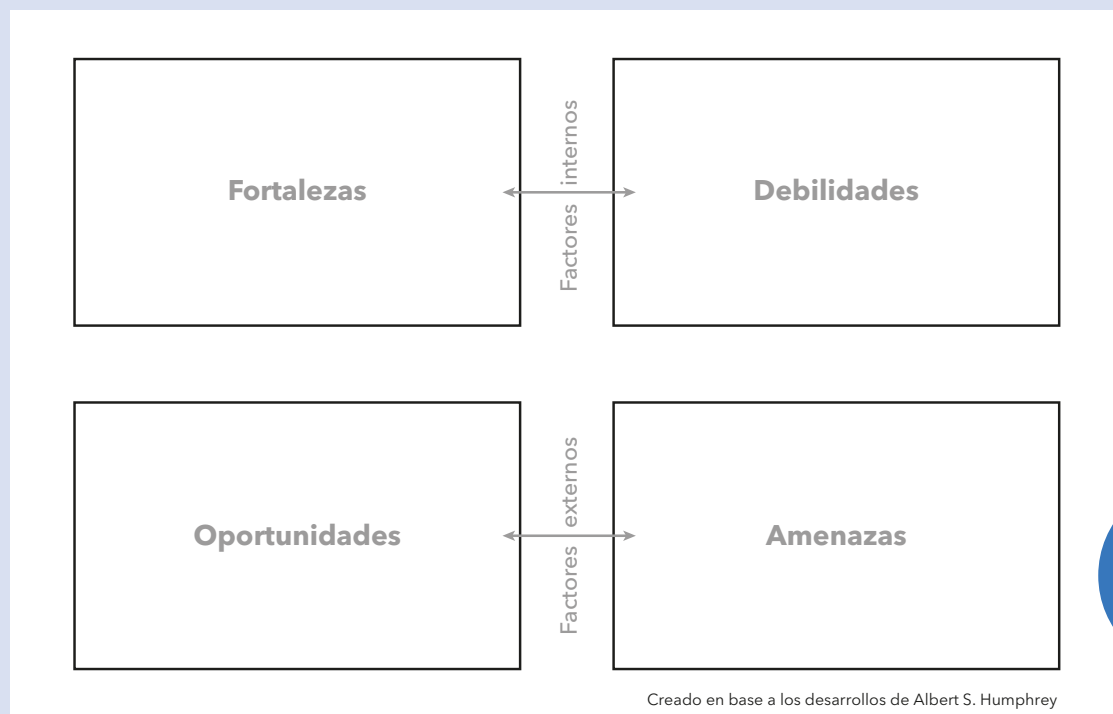 Fortalezas
Factores internos
Debilidades
Oportunidades
Factores externos
Amenazas
Creado en base a los desarrollos de Albert S. Humphrey